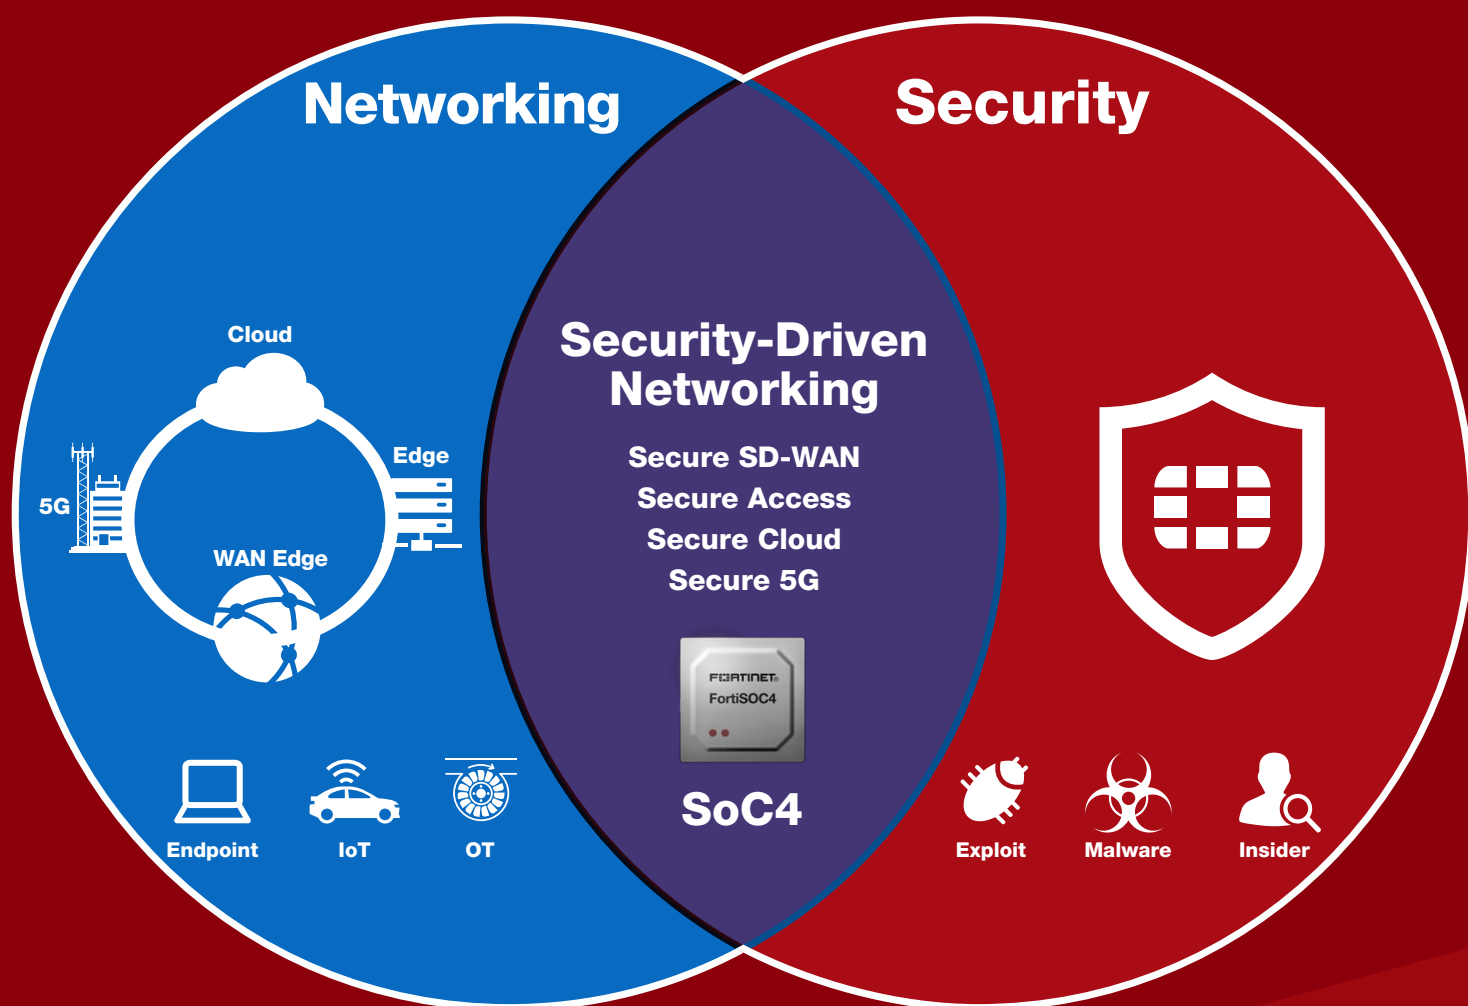 Networking
Security
Cloud
5G
Edge
WAN Edge
Endpoint
IoT
OT
Security-Driven
Networking
Secure SD-WAN
Secure Access
Secure Cloud
Secure 5G
FORTINET
FortiSOC4
SoC4
Exploit
Malware
Insider